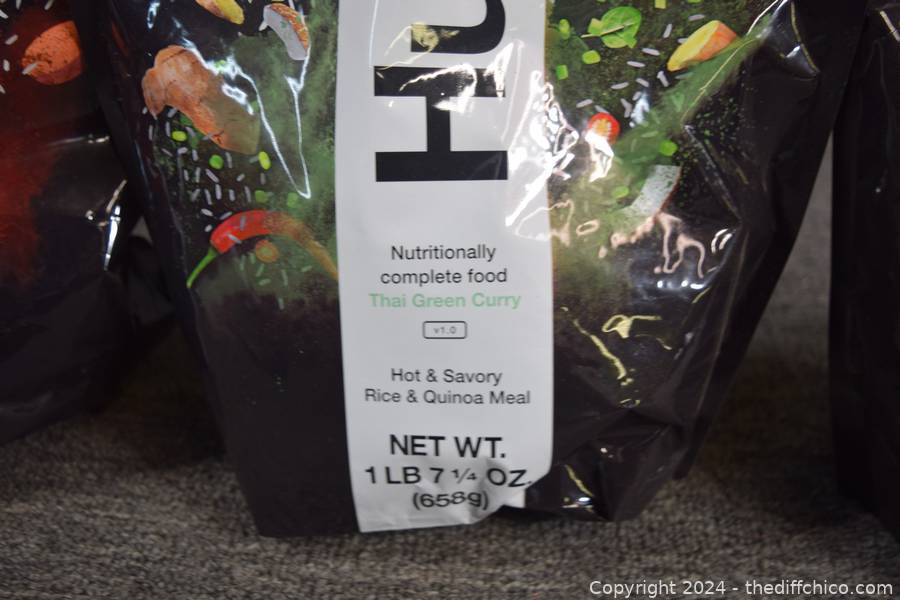 Hu
Nutritionally
complete food
Thai Green Curry
v1.0
Hot & Savory
Rice & Quinoa Meal
NET WT.
1 LB 7 1/4 OZ.
(658g)
Copyright 2024 - thediffchico.com